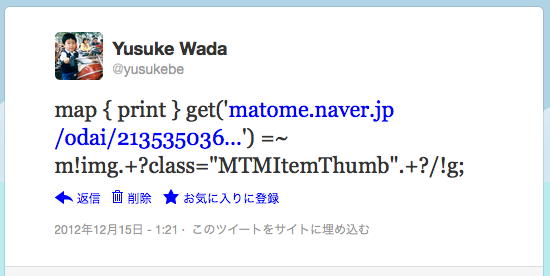 Yusuke Wada
@yusukebe
map { print } get('matome.naver.jp
/odai/213535036...') =~
m!img.+?class="MTMItemThumb".+?/!g;
返信 削除 お気に入りに登録
2012年12月15日 - 1:21 · このツイートをサイトに埋め込む